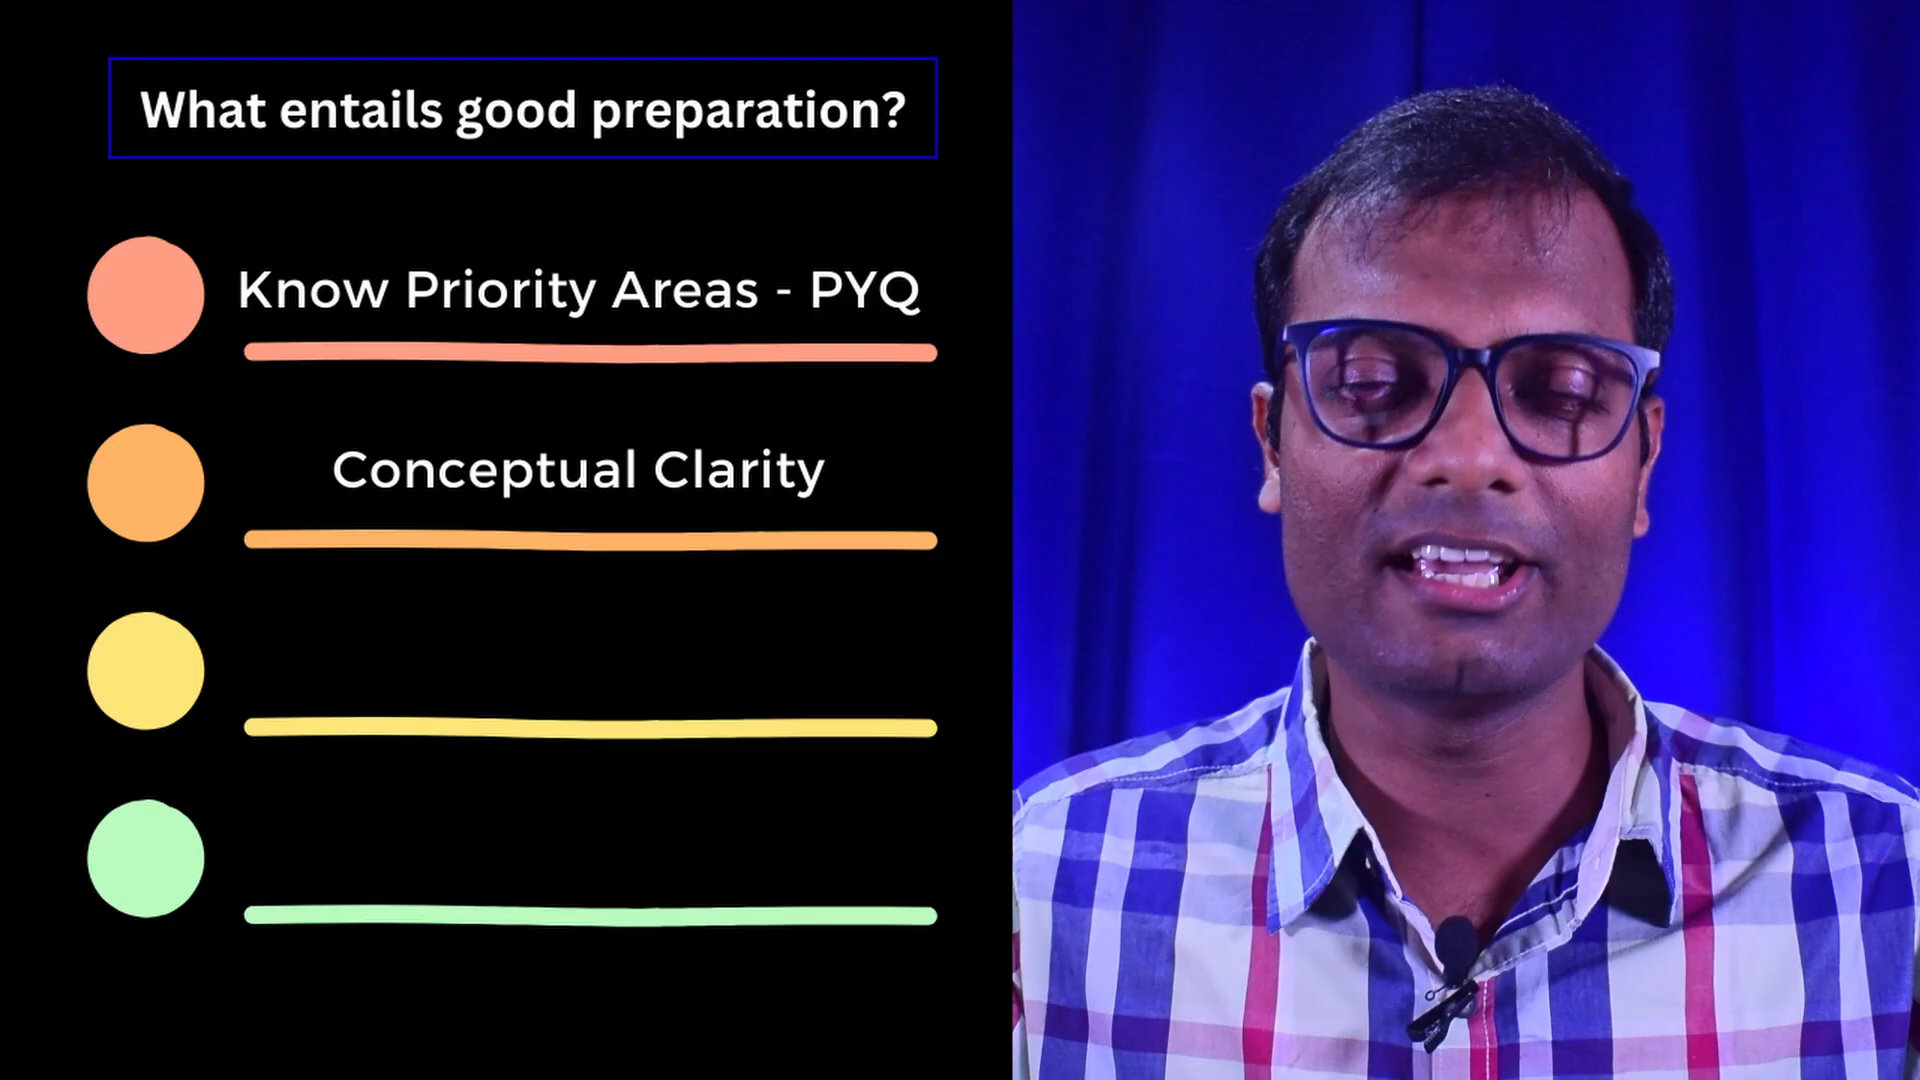 What entails good preparation?
Know Priority Areas - PYQ
Conceptual Clarity